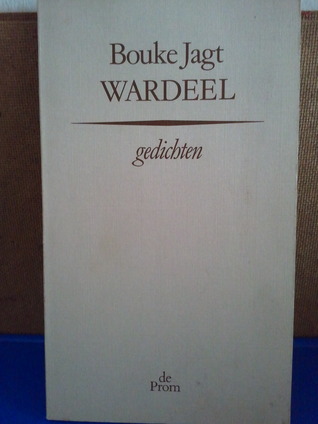 Bouke Jagt
WARDEEL
gedichten
de
Prom